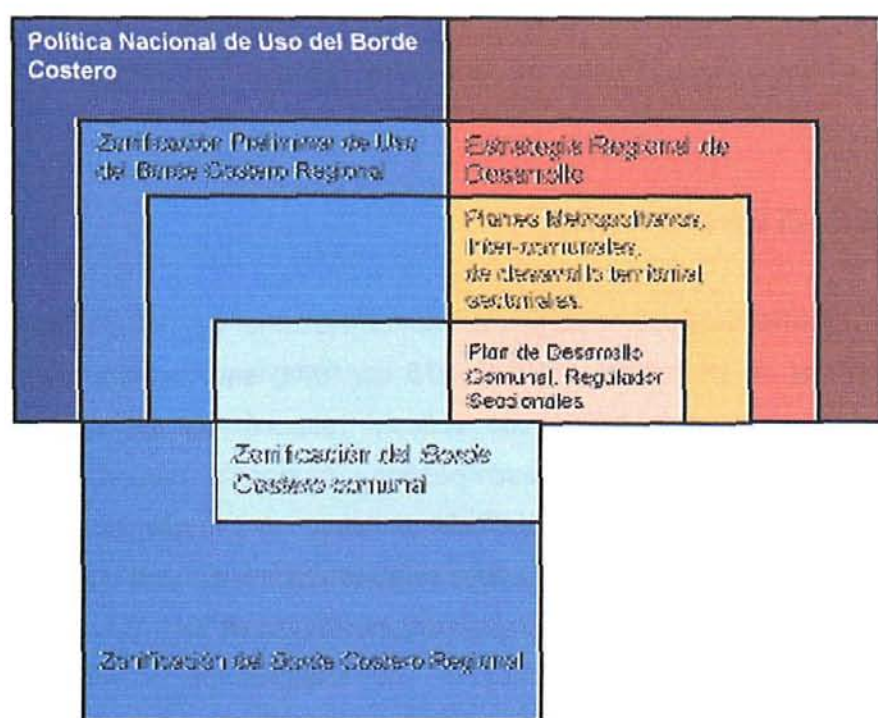 Política Nacional de Uso del Borde
Costero
Zonificación Preliminar de Uso
del Borde Costero Regional
Estrategia Regional de
Desarrollo
Planes Metropolitanos,
Inter-comunales,
de desarrollo territorial,
sectoriales.
Plan de Desarrollo
Comunal, Regulador
Seccionales
Zonificación del Borde
Costero comunal
Zonificación del Borde Costero Regional